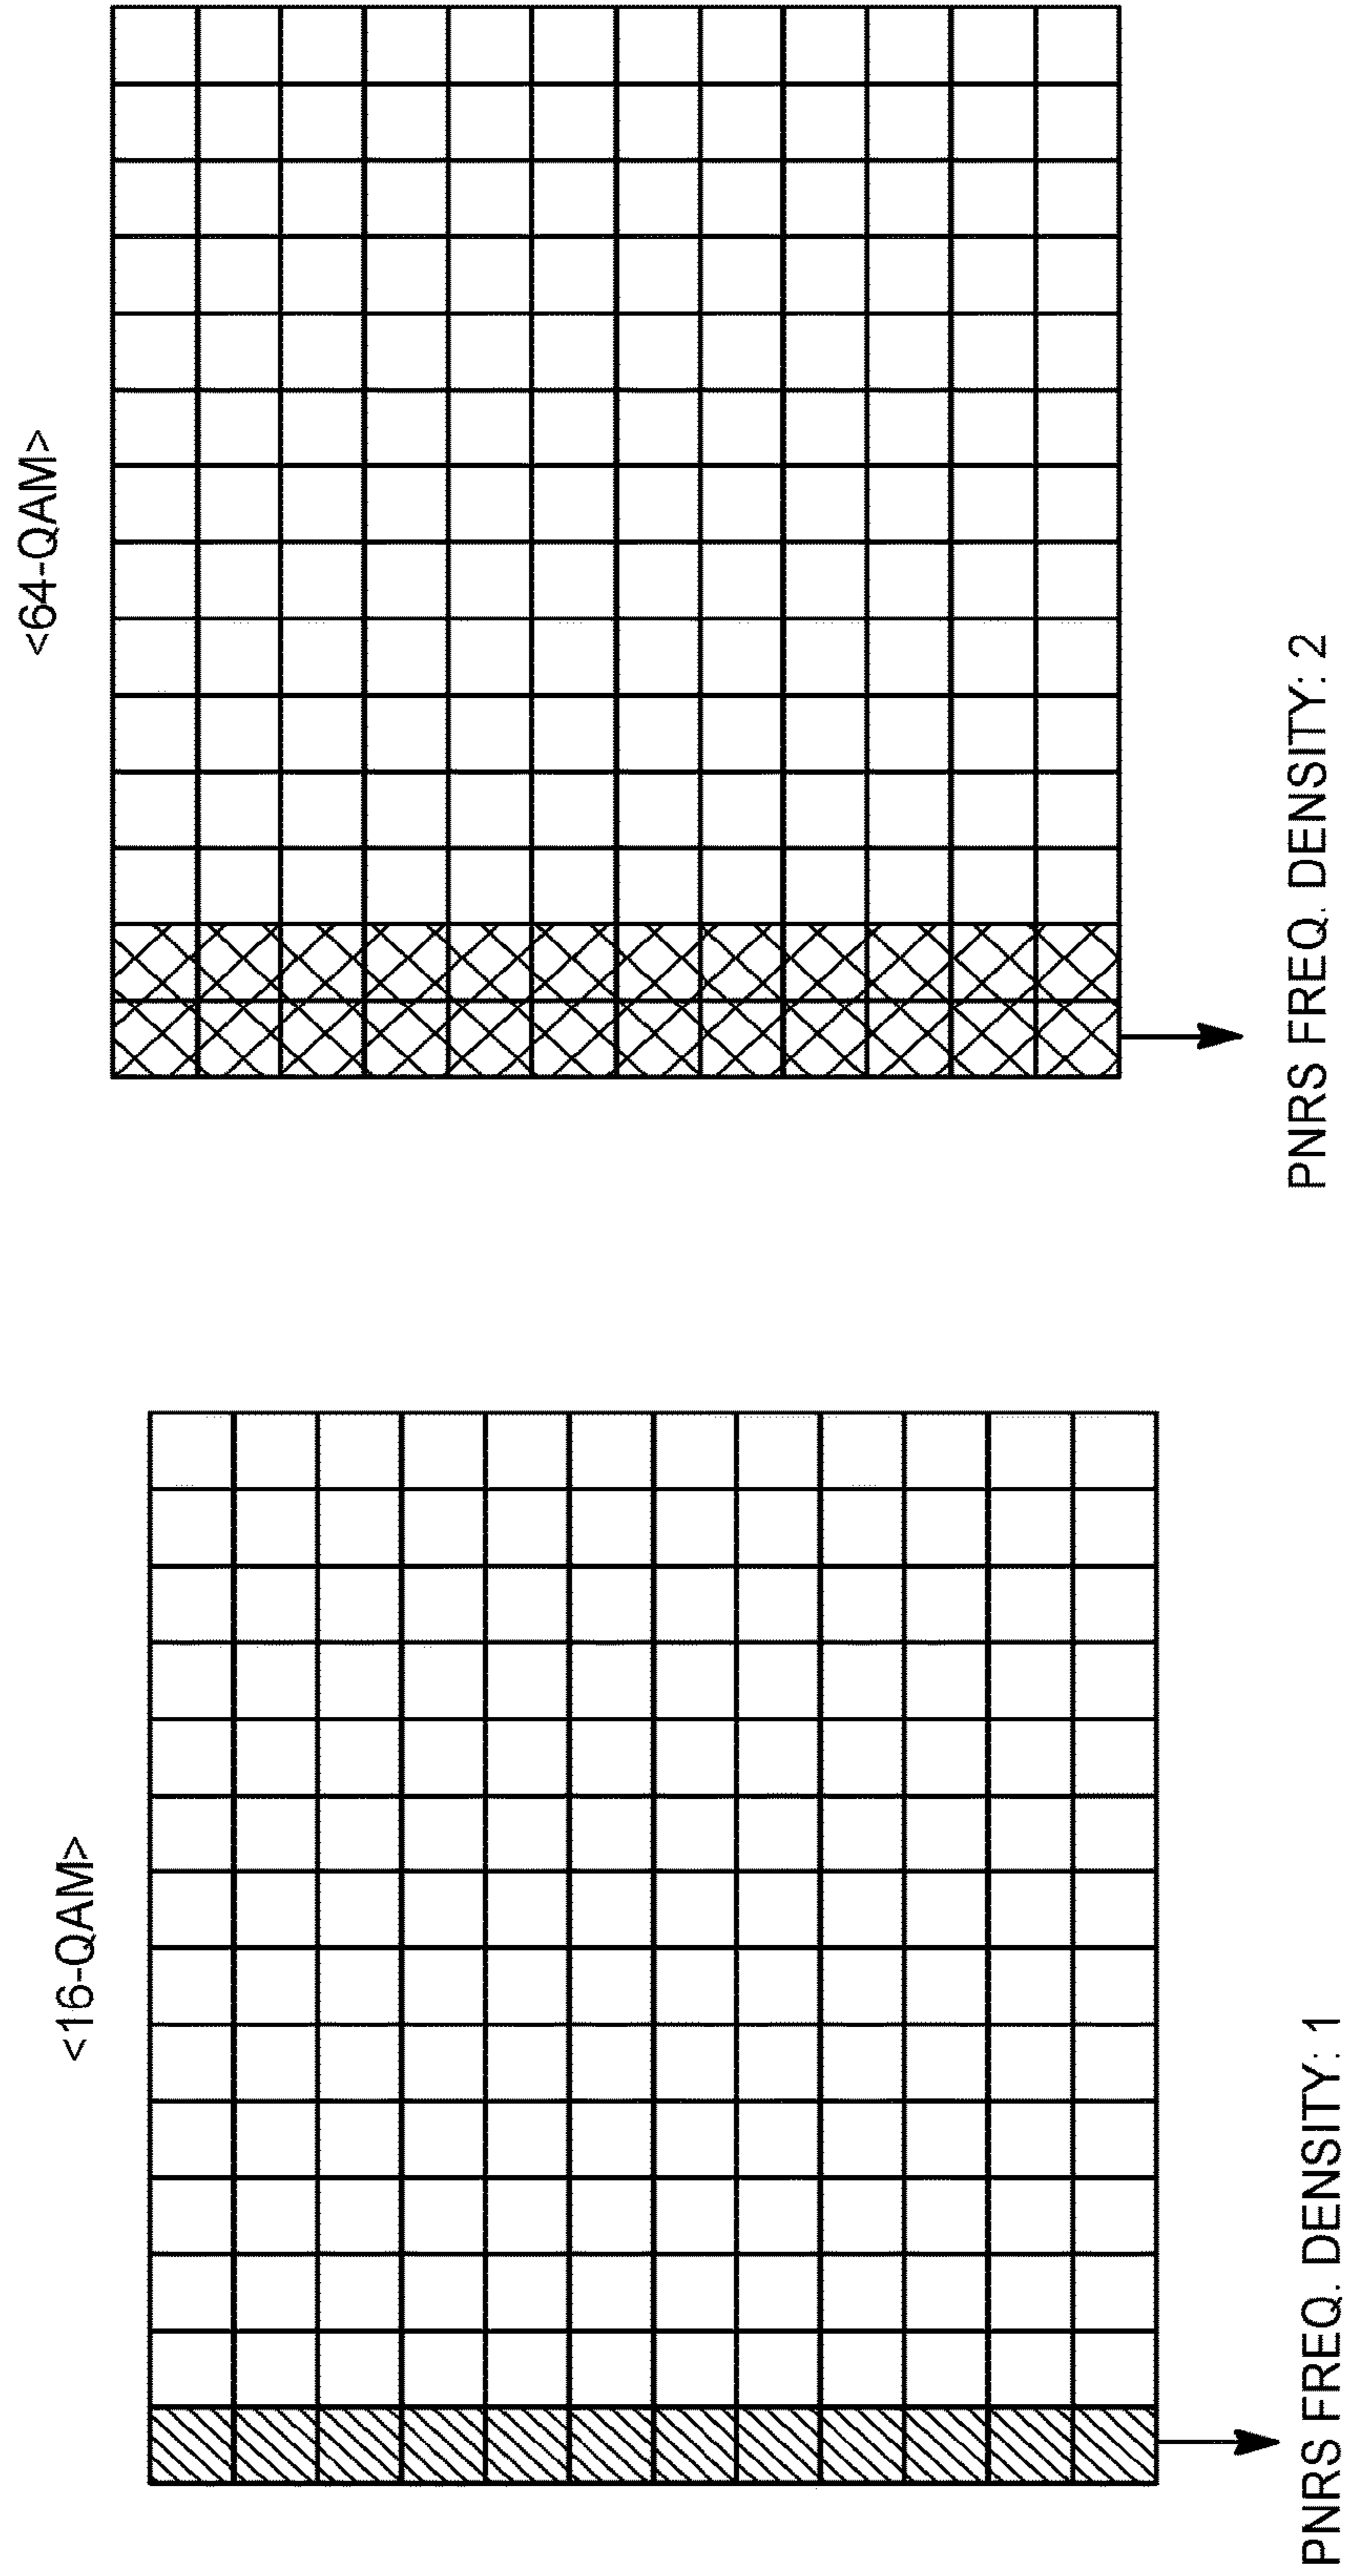 <16-QAM>
PNRS FREQ. DENSITY: 1
<64-QAM>
PNRS FREQ. DENSITY: 2